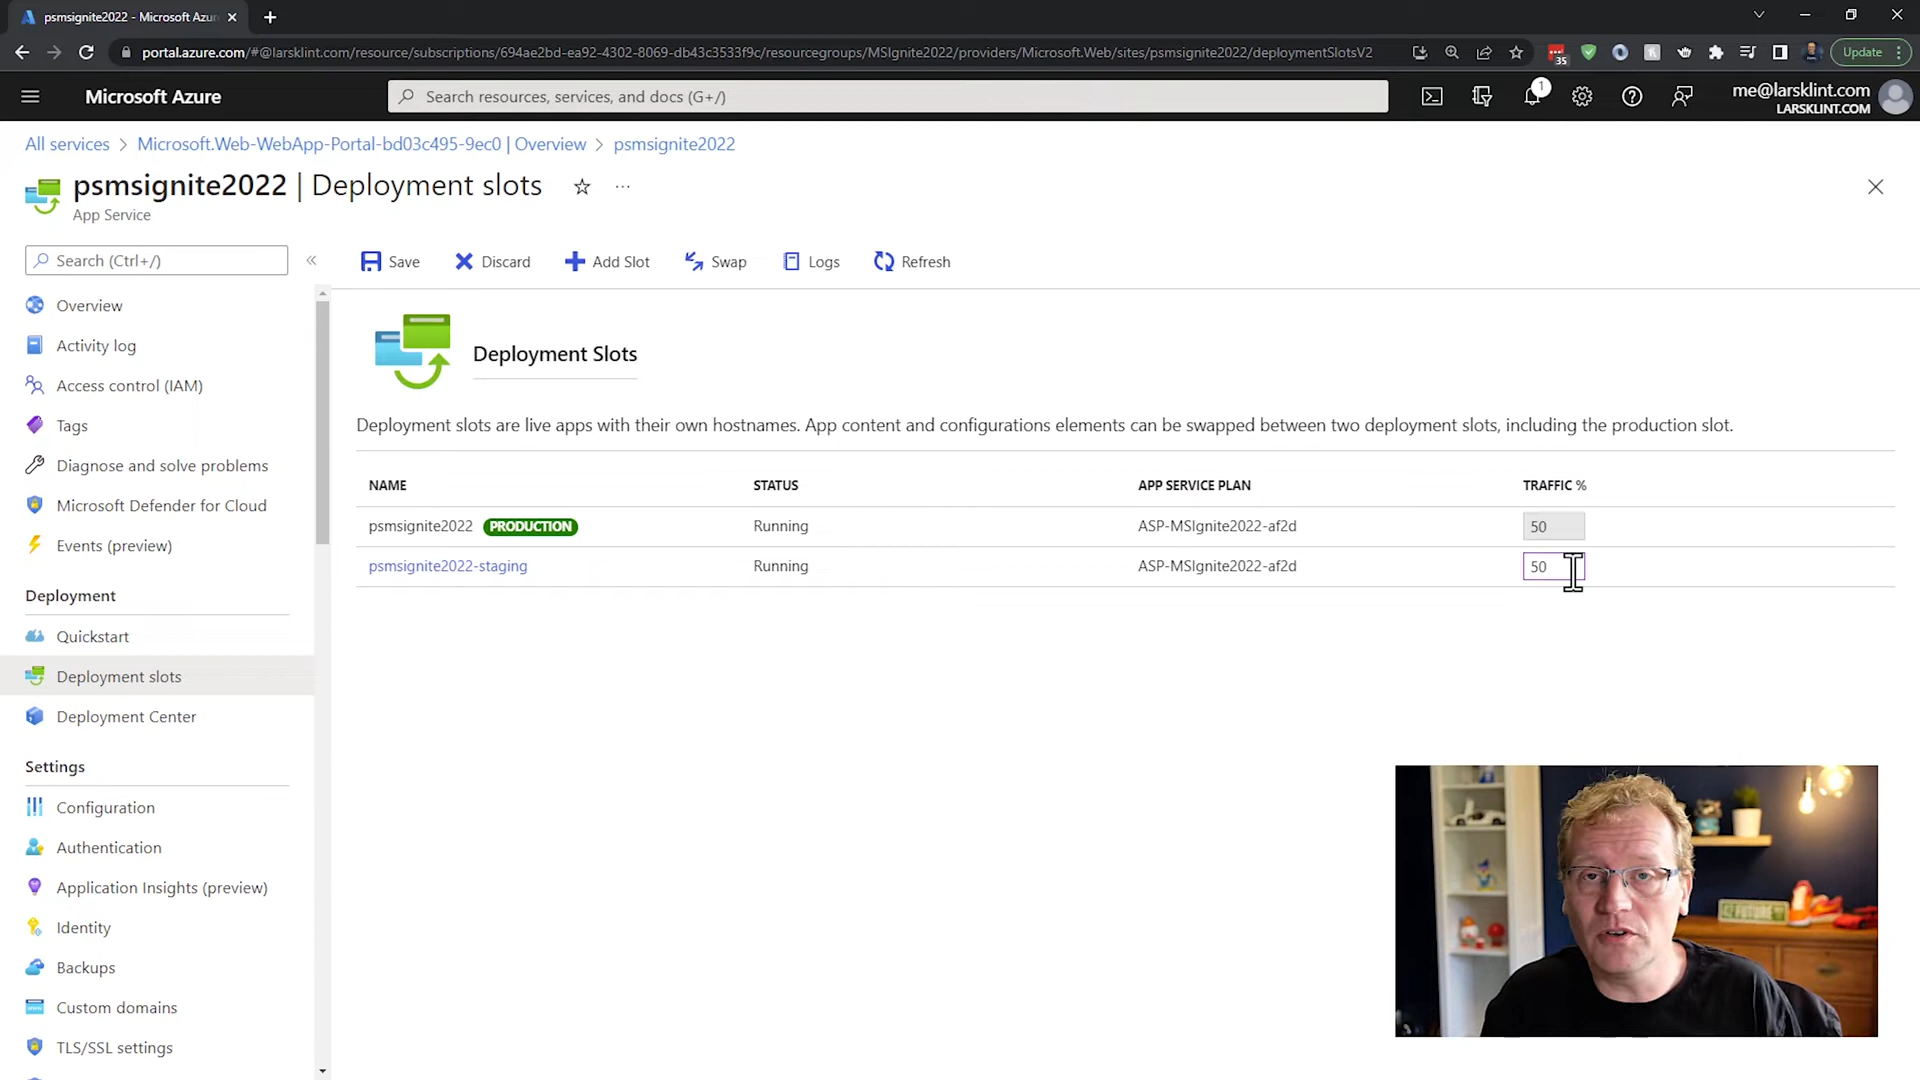 psmsignite2022 - Microsoft Azur
portal.azure.com/#@larsklint.com/resource/subscriptions/694ae2bd-ea92-4302-8069-db43c3533f9c/resourcegroups/MSIgnite2022/providers/Microsoft.Web/sites/psmsignite2022/deploymentSlotsV2
35
Update
Microsoft Azure
Search resources, services, and docs (G+/)
1
me@larsklint.com
LARSKLINT.COM
All services > Microsoft.Web-WebApp-Portal-bd03c495-9ec0 | Overview > psmsignite2022
psmsignite2022 | Deployment slots
App Service
Search (Ctrl+/)
Save
Discard
Add Slot
Swap
Logs
Refresh
Overview
Activity log
Access control (IAM)
Tags
Diagnose and solve problems
Microsoft Defender for Cloud
Events (preview)
Deployment
Quickstart
Deployment slots
Deployment Center
Settings
Configuration
Authentication
Application Insights (preview)
Identity
Backups
Custom domains
TLS/SSL settings
Deployment Slots
Deployment slots are live apps with their own hostnames. App content and configurations elements can be swapped between two deployment slots, including the production slot.
NAME STATUS APP SERVICE PLAN TRAFFIC %
psmsignite2022 PRODUCTION Running ASP-MSIgnite2022-af2d 50
psmsignite2022-staging Running ASP-MSIgnite2022-af2d 50